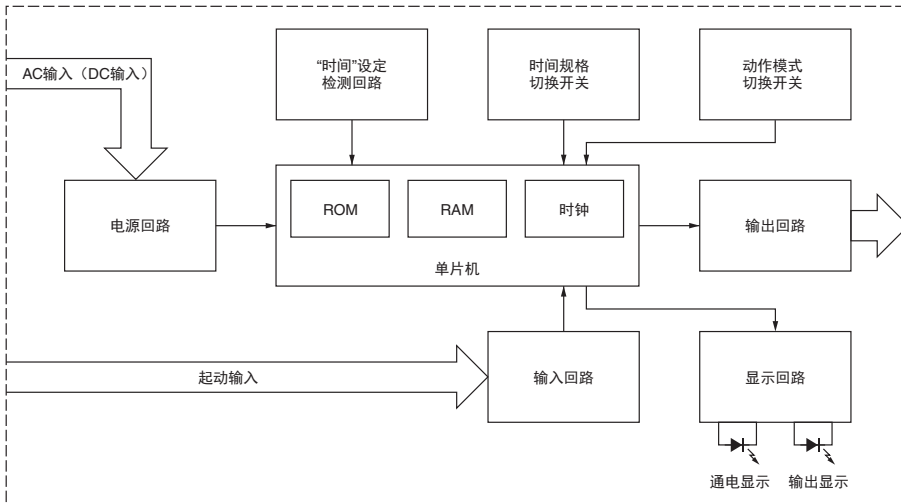 AC输入（DC输入）
“时间”设定
检测回路
时间规格
切换开关
动作模式
切换开关
电源回路
ROM
RAM
时钟
单片机
输出回路
起动输入
输入回路
显示回路
通电显示
输出显示